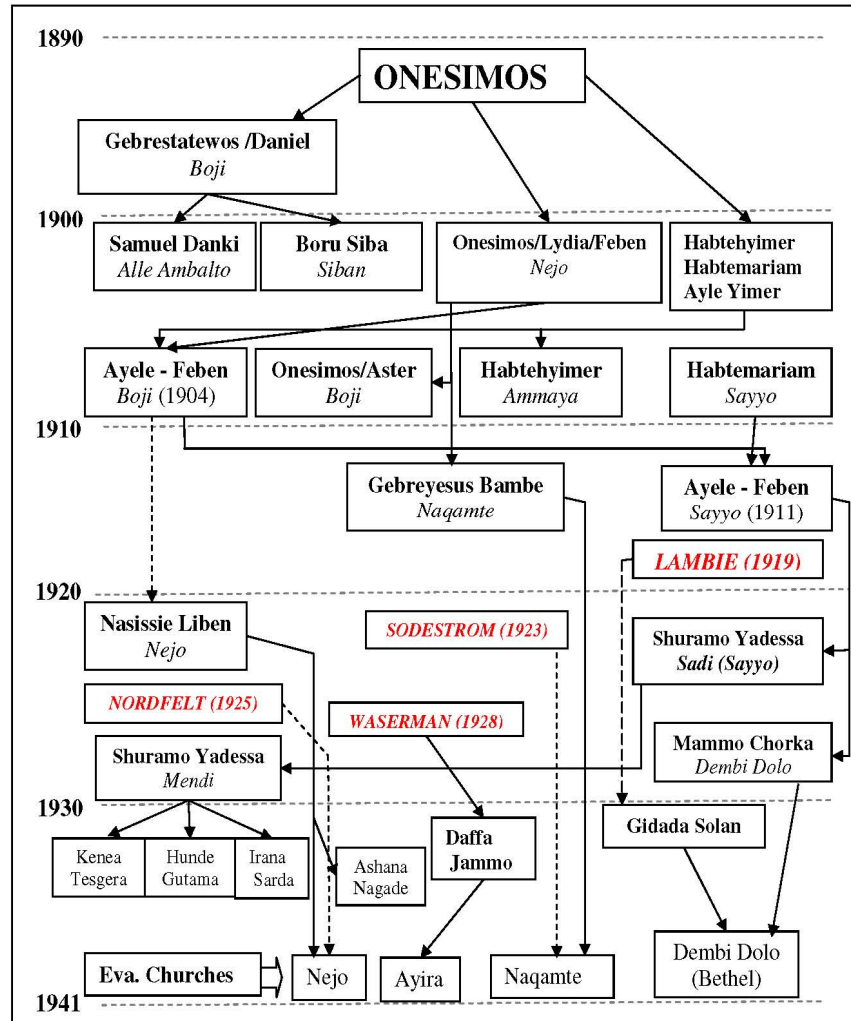 1890
ONESIMOS
Gebrestatewos /Daniel
Boji
1900
Samuel Danki
Alle Ambalto
Boru Siba
Siban
Onesimos/Lydia/Feben
Nejo
Habtehyimer
Habtemariam
Ayle Yimer
Ayele - Feben
Boji (1904)
Onesimos/Aster
Boji
Habtehyimer
Ammaya
Habtemariam
Sayyo
1910
Gebreyesus Bambe
Naqamte
Ayele - Feben
Sayyo (1911)
LAMBIE (1919)
1920
Nasissie Liben
Nejo
SODESTROM (1923)
Shuramo Yadessa
Sadi (Sayyo)
NORDFELT (1925)
WASERMAN (1928)
Shuramo Yadessa
Mendi
Mammo Chorka
Dembi Dolo
1930
Kenea
Tesgera
Hunde
Gutama
Irana
Sarda
Ashana
Nagade
Daffa
Jammo
Gidada Solan
Eva. Churches
Nejo
Ayira
Naqamte
Dembi Dolo
(Bethel)
1941